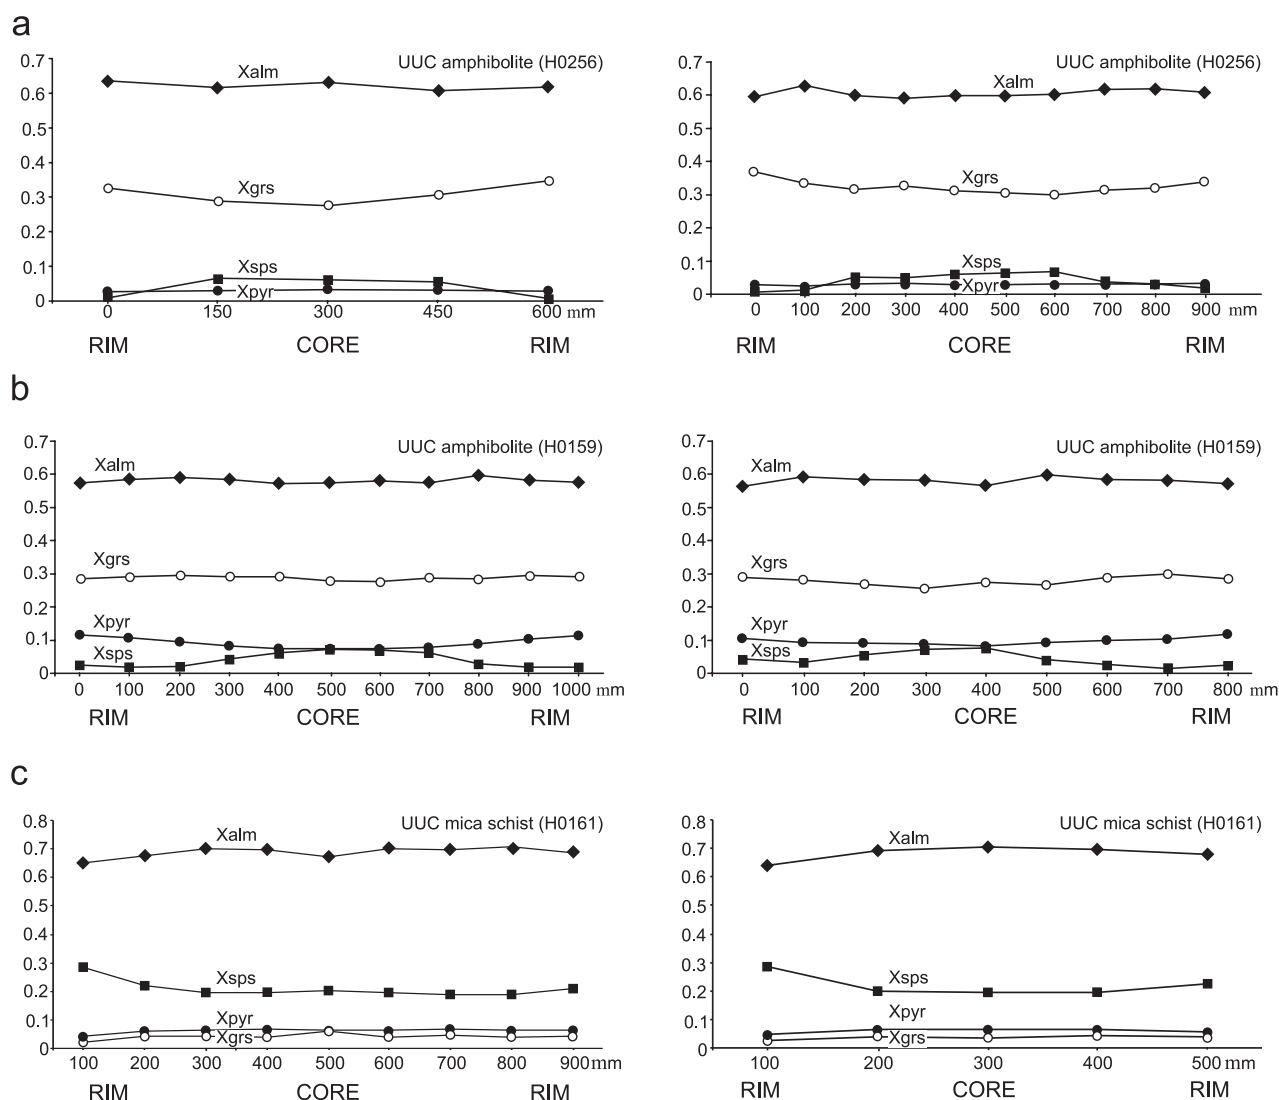 a
UUC amphibolite (H0256)
0.7
0.6
0.5
0.4
0.3
0.2
0.1
0
Xalm
Xgrs
Xsps
Xpyr
0 150 300 450 600 mm
RIM CORE RIM
UUC amphibolite (H0256)
0.7
0.6
0.5
0.4
0.3
0.2
0.1
0
Xalm
Xgrs
Xsps
Xpyr
0 100 200 300 400 500 600 700 800 900 mm
RIM CORE RIM
b
UUC amphibolite (H0159)
0.7
0.6
0.5
0.4
0.3
0.2
0.1
0
Xalm
Xgrs
Xpyr
Xsps
0 100 200 300 400 500 600 700 800 900 1000 mm
RIM CORE RIM
UUC amphibolite (H0159)
0.7
0.6
0.5
0.4
0.3
0.2
0.1
0
Xalm
Xgrs
Xpyr
Xsps
0 100 200 300 400 500 600 700 800 mm
RIM CORE RIM
c
UUC mica schist (H0161)
0.8
0.7
0.6
0.5
0.4
0.3
0.2
0.1
0
Xalm
Xsps
Xpyr
Xgrs
100 200 300 400 500 600 700 800 900mm
RIM CORE RIM
UUC mica schist (H0161)
0.8
0.7
0.6
0.5
0.4
0.3
0.2
0.1
0
Xalm
Xsps
Xpyr
Xgrs
100 200 300 400 500 mm
RIM CORE RIM